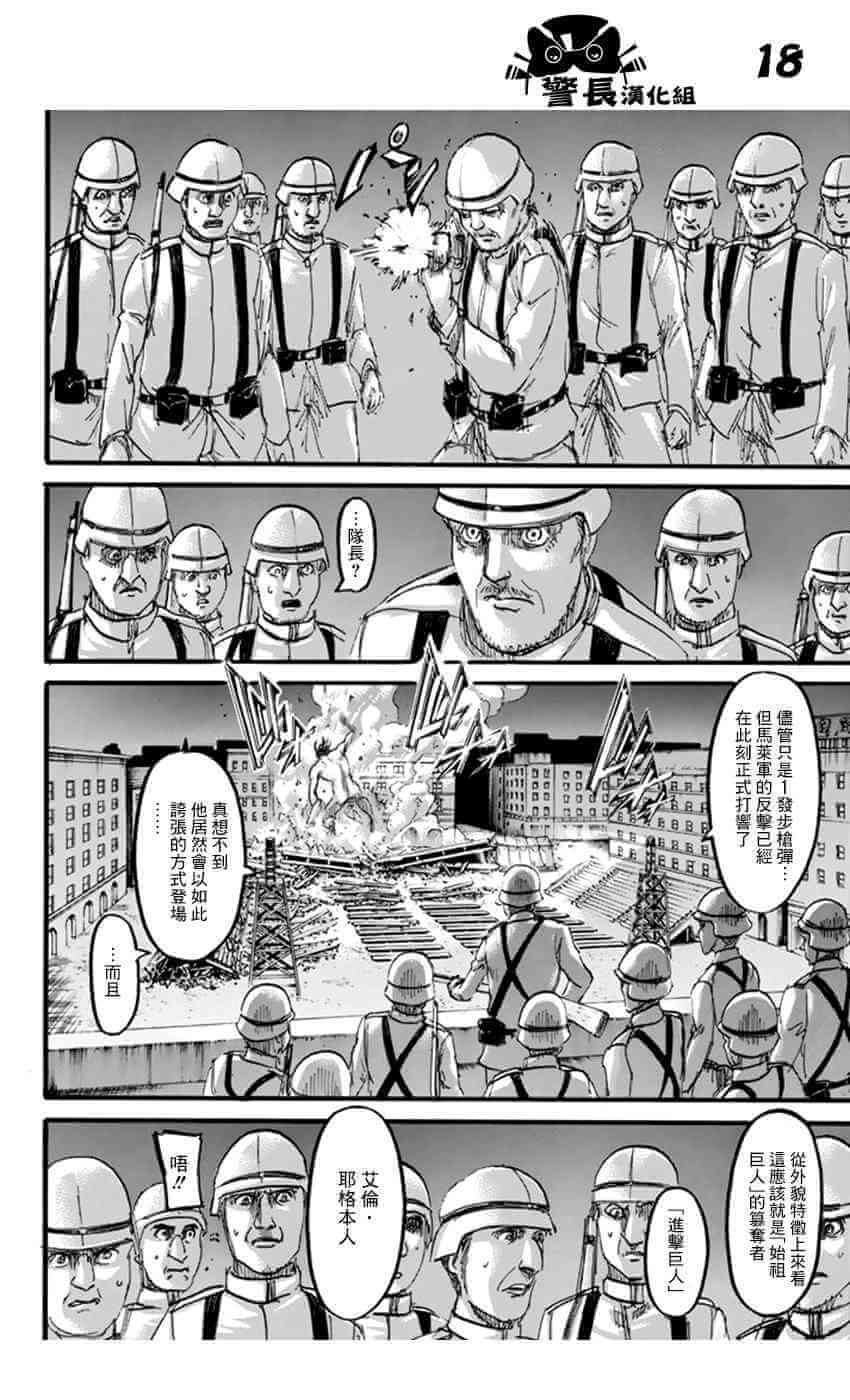 警長漢化組
18
パン
…隊長？
儘管只是1發步槍彈…
但馬萊軍的反擊已經
在此刻正式打響了
真想不到
他居然會以如此
誇張的方式登場
……
…而且
從外貌特徵上來看
這應該就是「始祖
巨人」的篡奪者
「進擊巨人」
艾倫·
耶格本人
唔!!